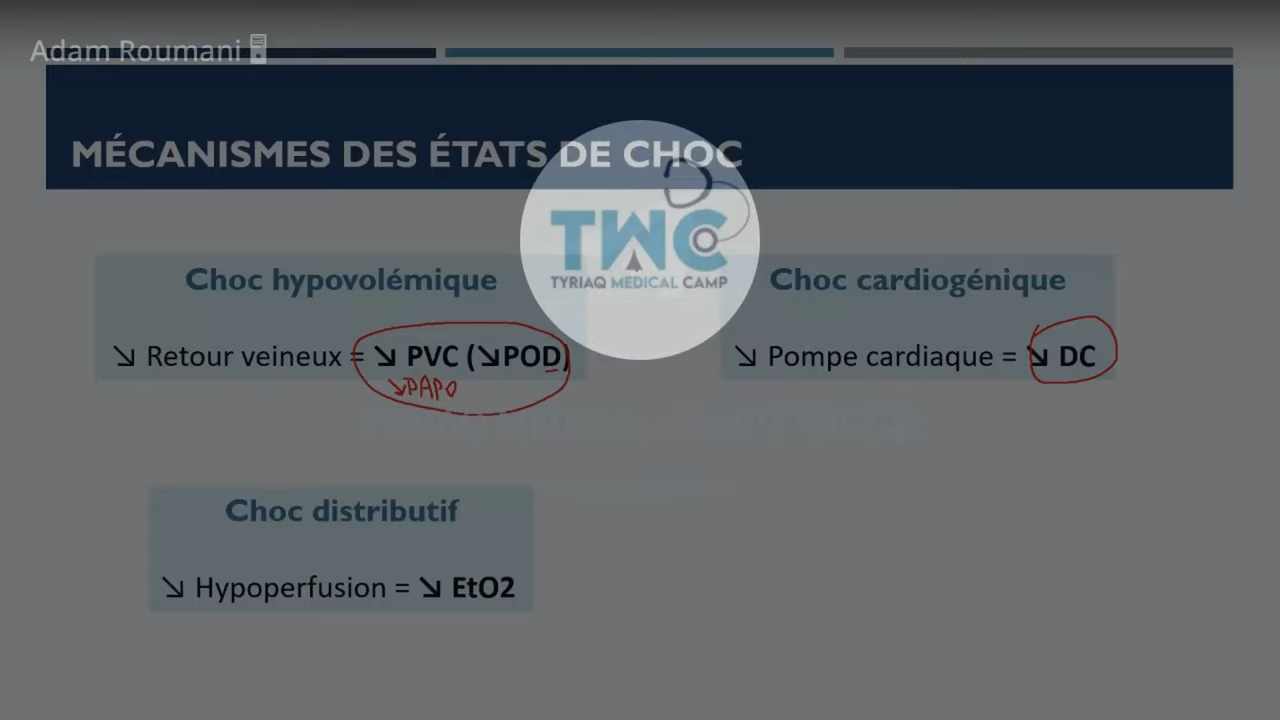 Adam Roumani
MÉCANISMES DES ÉTATS DE CHOC
TWC
TYRIAQ MEDICAL CAMP
Choc hypovolémique
↘ Retour veineux = ↘ PVC (↘POD)
↘PAPO
Choc cardiogénique
↘ Pompe cardiaque = ↘ DC
Choc distributif
↘ Hypoperfusion = ↘ EtO2